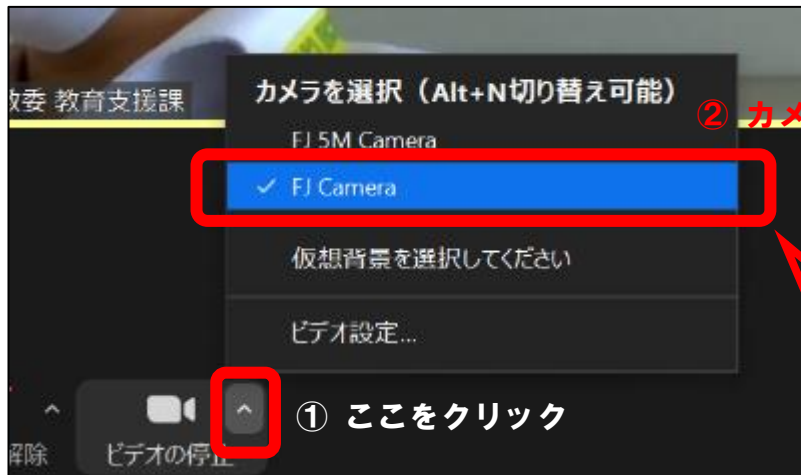 教委 教育支援課
カメラを選択（Alt+N切り替え可能）
② カメ
FJ 5M Camera
✓ FJ Camera
仮想背景を選択してください
ビデオ設定...
① ここをクリック
解除
ビデオの停止